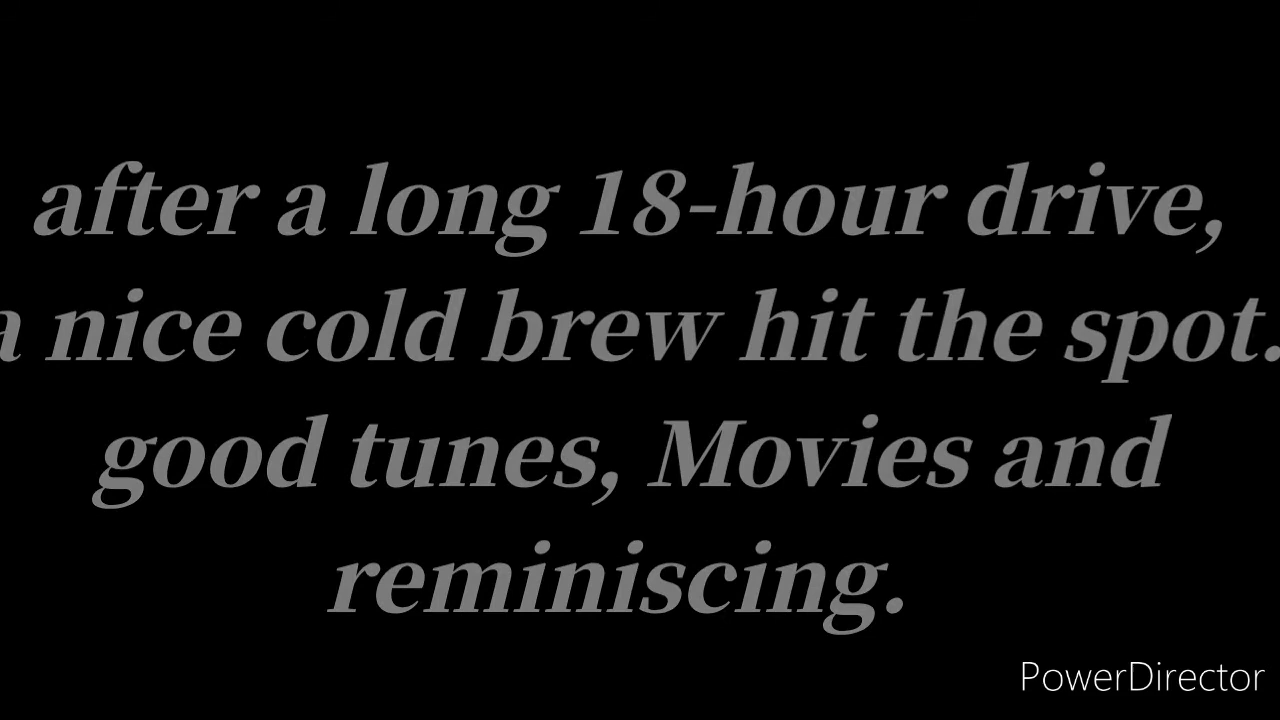 after a long 18-hour drive,
a nice cold brew hit the spot.
good tunes, Movies and
reminiscing.
PowerDirector